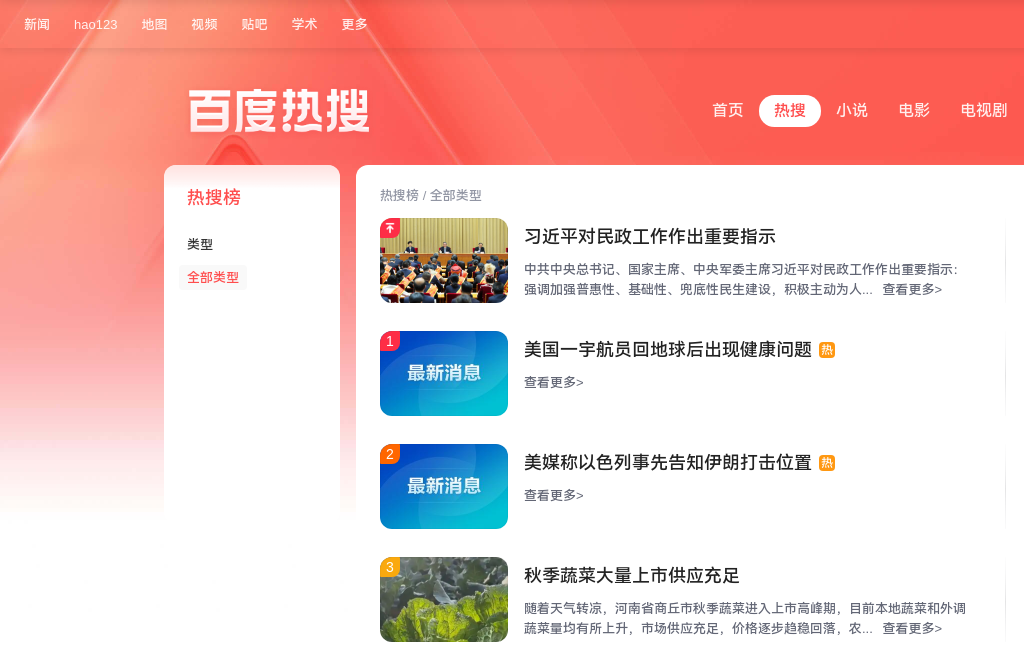 新闻 hao123 地图 视频 贴吧 学术 更多
百度热搜
首页 热搜 小说 电影 电视剧
热搜榜
类型
全部类型
热搜榜 / 全部类型
习近平对民政工作作出重要指示
中共中央总书记、国家主席、中央军委主席习近平对民政工作作出重要指示：
强调加强普惠性、基础性、兜底性民生建设，积极主动为人... 查看更多>
1
最新消息
美国一宇航员回地球后出现健康问题 热
查看更多>
2
最新消息
美媒称以色列事先告知伊朗打击位置 热
查看更多>
3
秋季蔬菜大量上市供应充足
随着天气转凉，河南省商丘市秋季蔬菜进入上市高峰期，目前本地蔬菜和外调
蔬菜量均有所上升，市场供应充足，价格逐步趋稳回落，农... 查看更多>